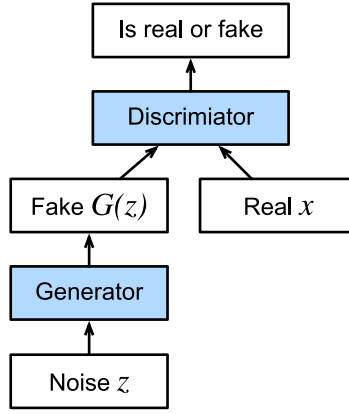 Is real or fake
Discrimiator
Fake G(z)
Real x
Generator
Noise z